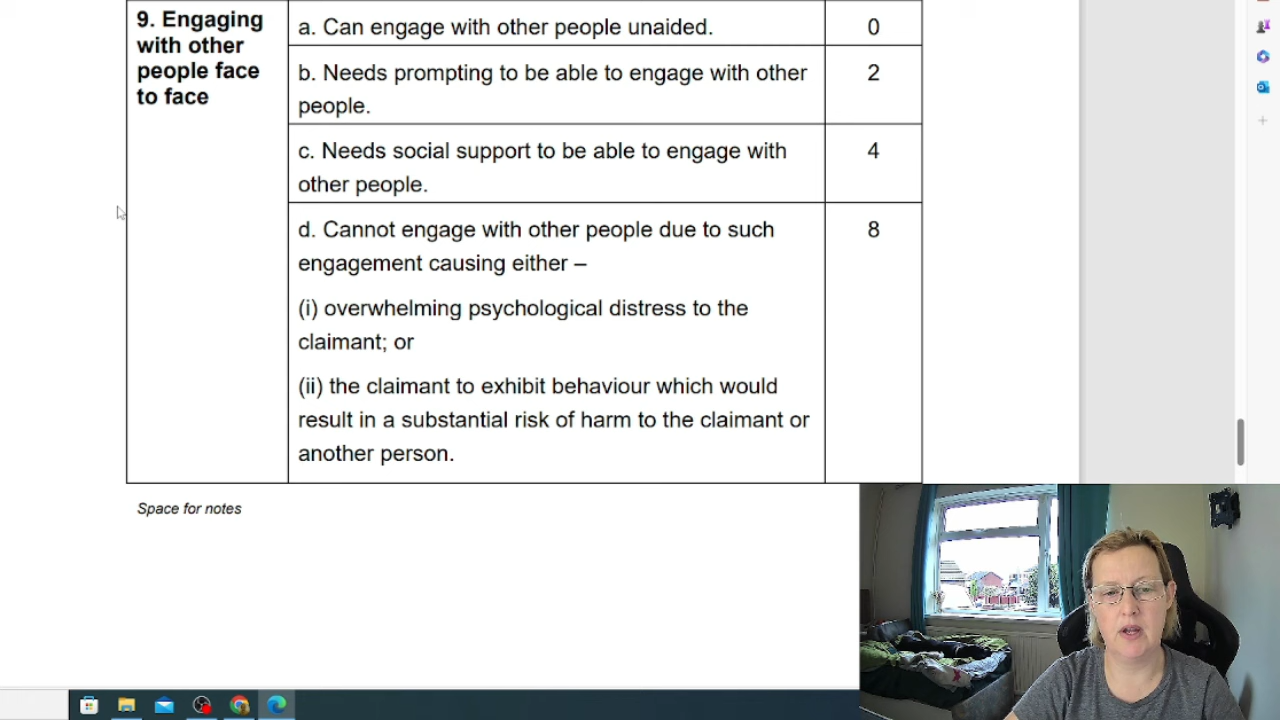 9. Engaging
with other
people face
to face
a. Can engage with other people unaided.
0
b. Needs prompting to be able to engage with other
people.
2
c. Needs social support to be able to engage with
other people.
4
d. Cannot engage with other people due to such
engagement causing either –
(i) overwhelming psychological distress to the
claimant; or
(ii) the claimant to exhibit behaviour which would
result in a substantial risk of harm to the claimant or
another person.
8
Space for notes